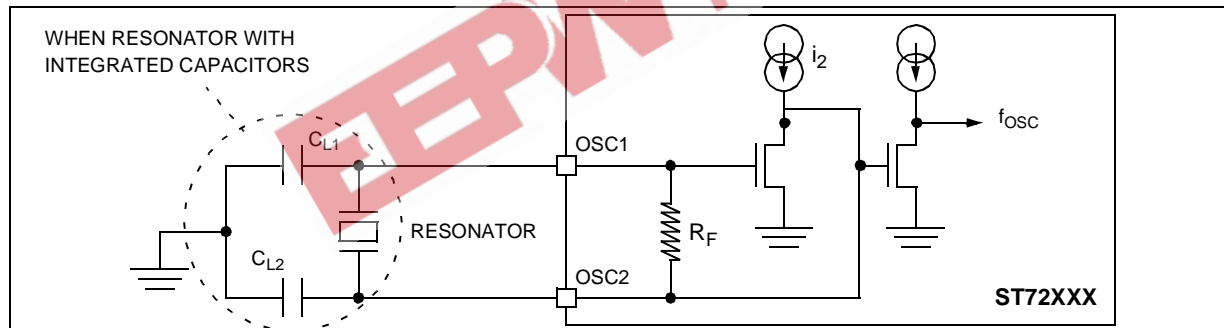 WHEN RESONATOR WITH
INTEGRATED CAPACITORS
CL1
CL2
RESONATOR
OSC1
OSC2
RF
i2
fOSC
ST72XXX